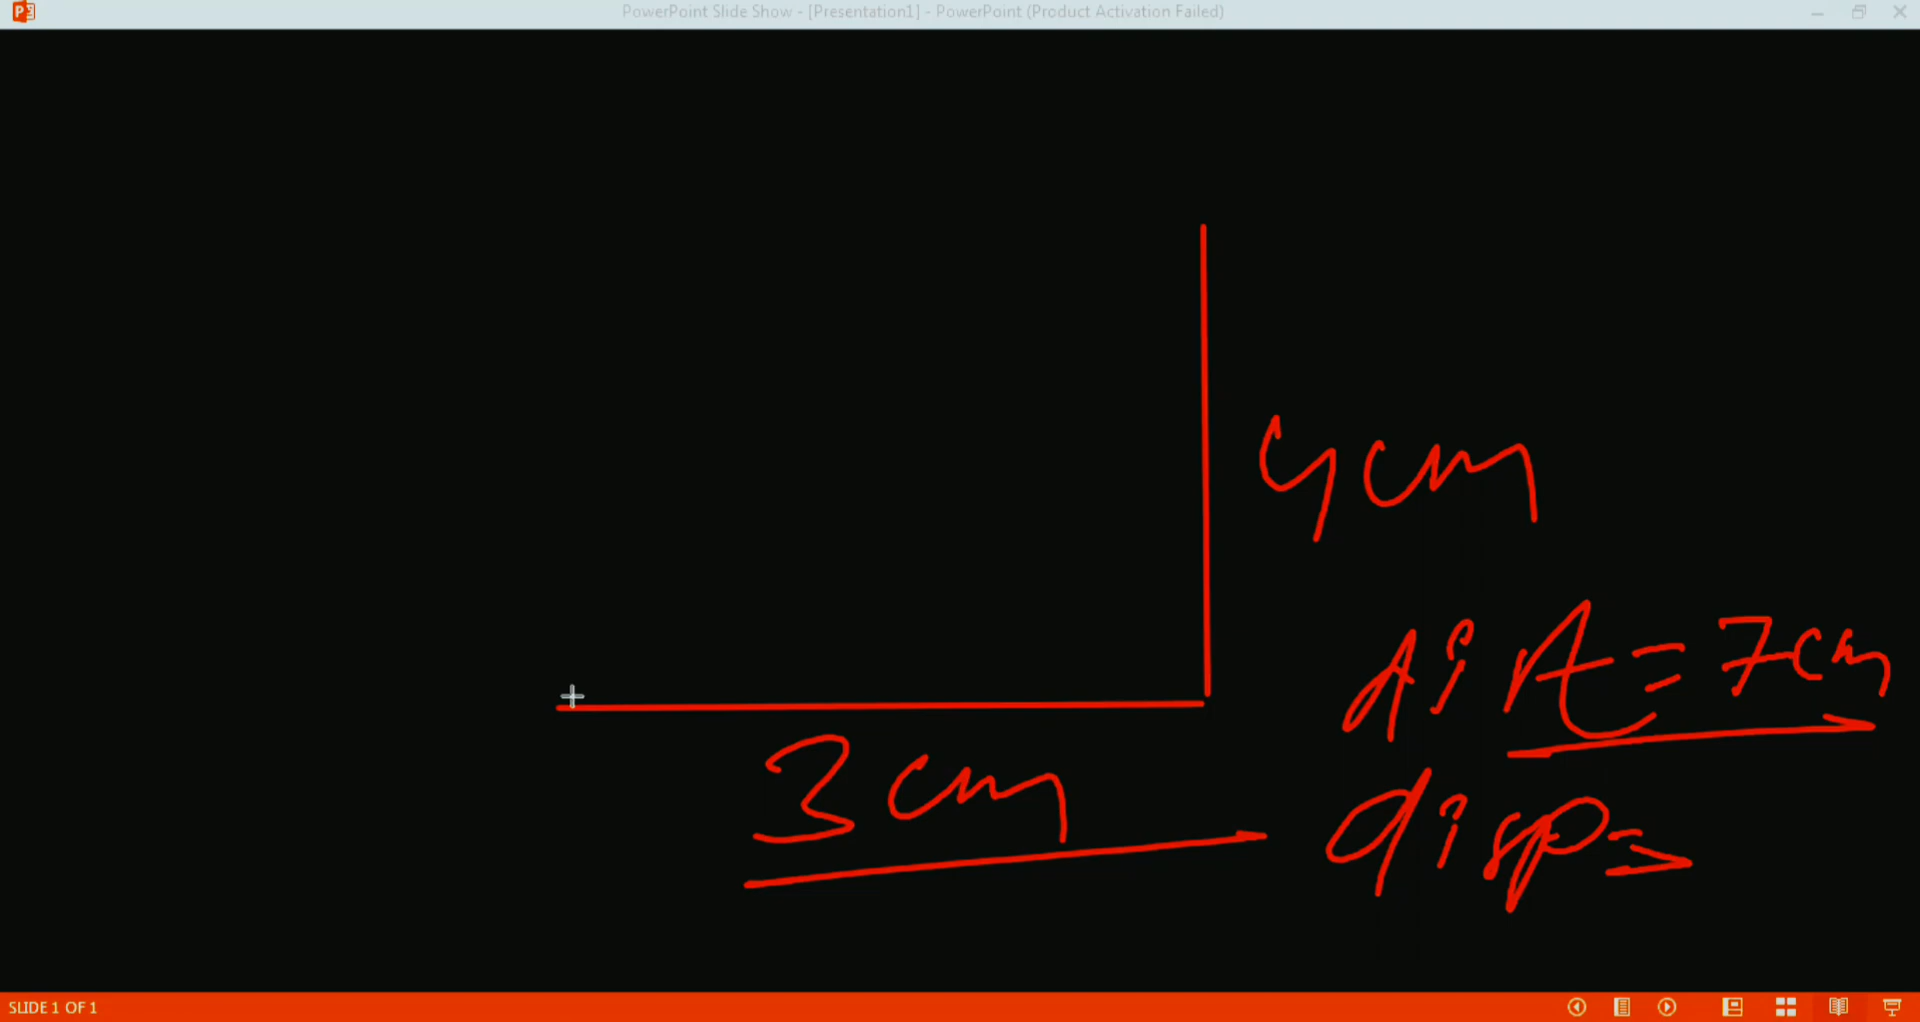 PowerPoint Slide Show - [Presentation1] - PowerPoint (Product Activation Failed)
4cm
dist = 7cm
3cm
disp =
SLIDE 1 OF 1